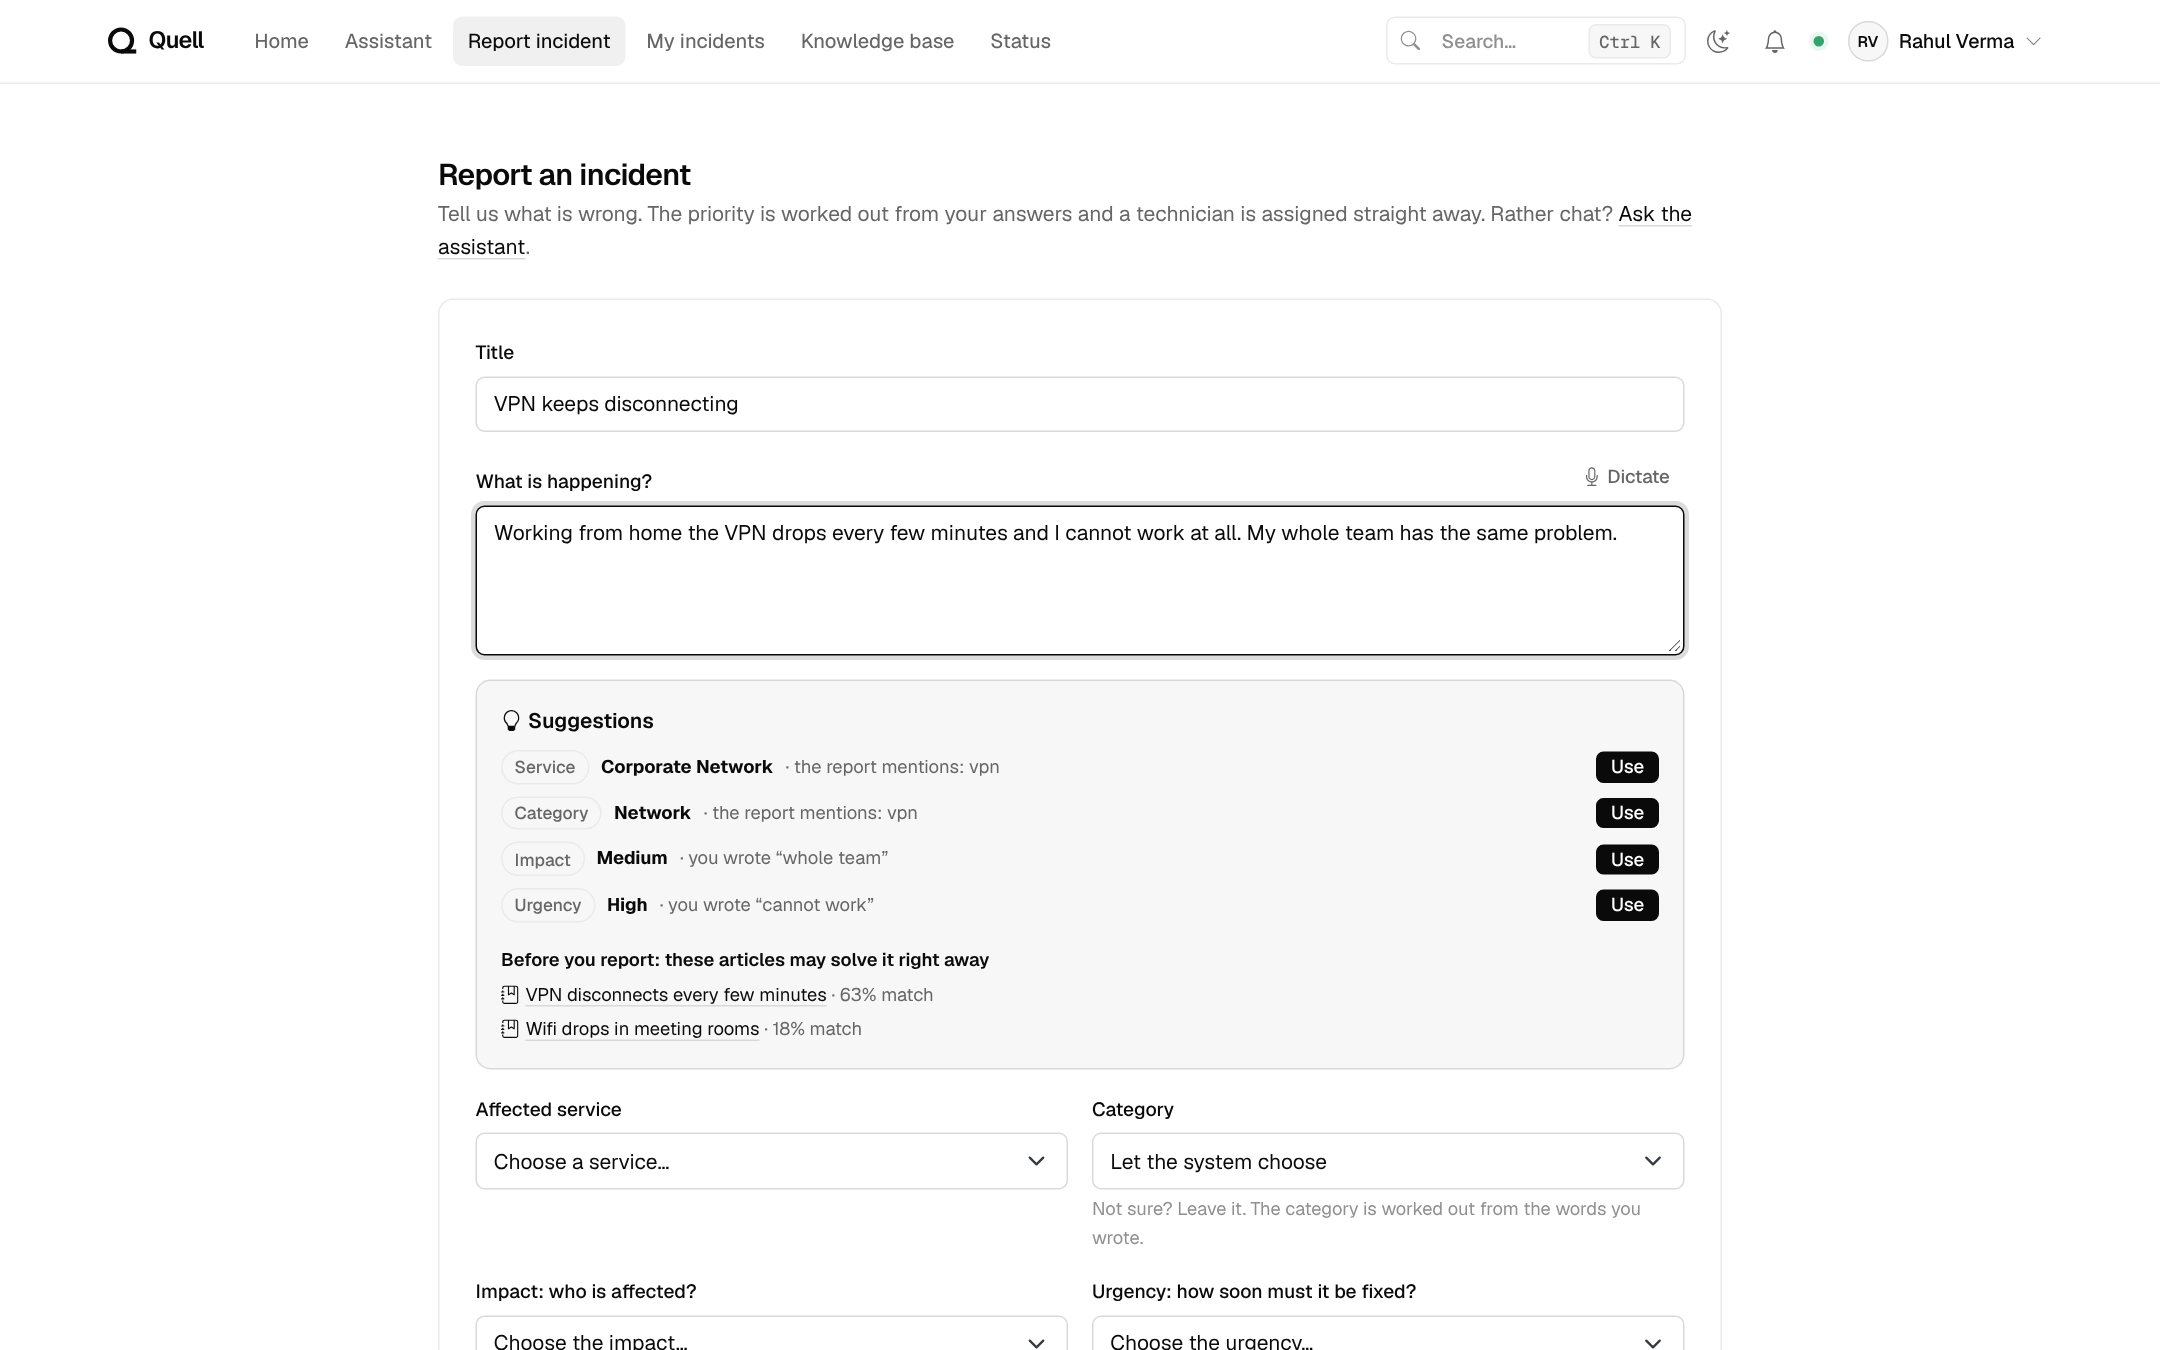 Quell
Home
Assistant
Report incident
My incidents
Knowledge base
Status
Search...
Ctrl K
RV
Rahul Verma
Report an incident
Tell us what is wrong. The priority is worked out from your answers and a technician is assigned straight away. Rather chat? Ask the
assistant.
Title
VPN keeps disconnecting
What is happening?
Dictate
Working from home the VPN drops every few minutes and I cannot work at all. My whole team has the same problem.
Suggestions
Service Corporate Network · the report mentions: vpn Use
Category Network · the report mentions: vpn Use
Impact Medium · you wrote “whole team” Use
Urgency High · you wrote “cannot work” Use
Before you report: these articles may solve it right away
VPN disconnects every few minutes · 63% match
Wifi drops in meeting rooms · 18% match
Affected service
Choose a service...
Category
Let the system choose
Not sure? Leave it. The category is worked out from the words you
wrote.
Impact: who is affected?
Choose the impact...
Urgency: how soon must it be fixed?
Choose the urgency...